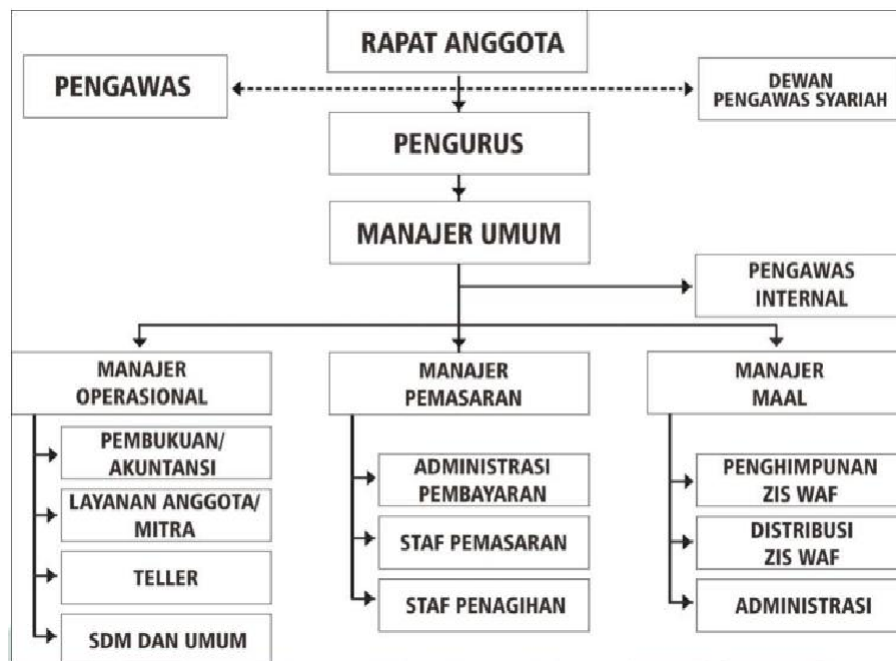 RAPAT ANGGOTA
PENGAWAS
DEWAN
PENGAWAS SYARIAH
PENGURUS
MANAJER UMUM
PENGAWAS
INTERNAL
MANAJER
OPERASIONAL
MANAJER
PEMASARAN
MANAJER
MAAL
PEMBUKUAN/
AKUNTANSI
LAYANAN ANGGOTA/
MITRA
TELLER
SDM DAN UMUM
ADMINISTRASI
PEMBAYARAN
STAF PEMASARAN
STAF PENAGIHAN
PENGHIMPUNAN
ZIS WAF
DISTRIBUSI
ZIS WAF
ADMINISTRASI